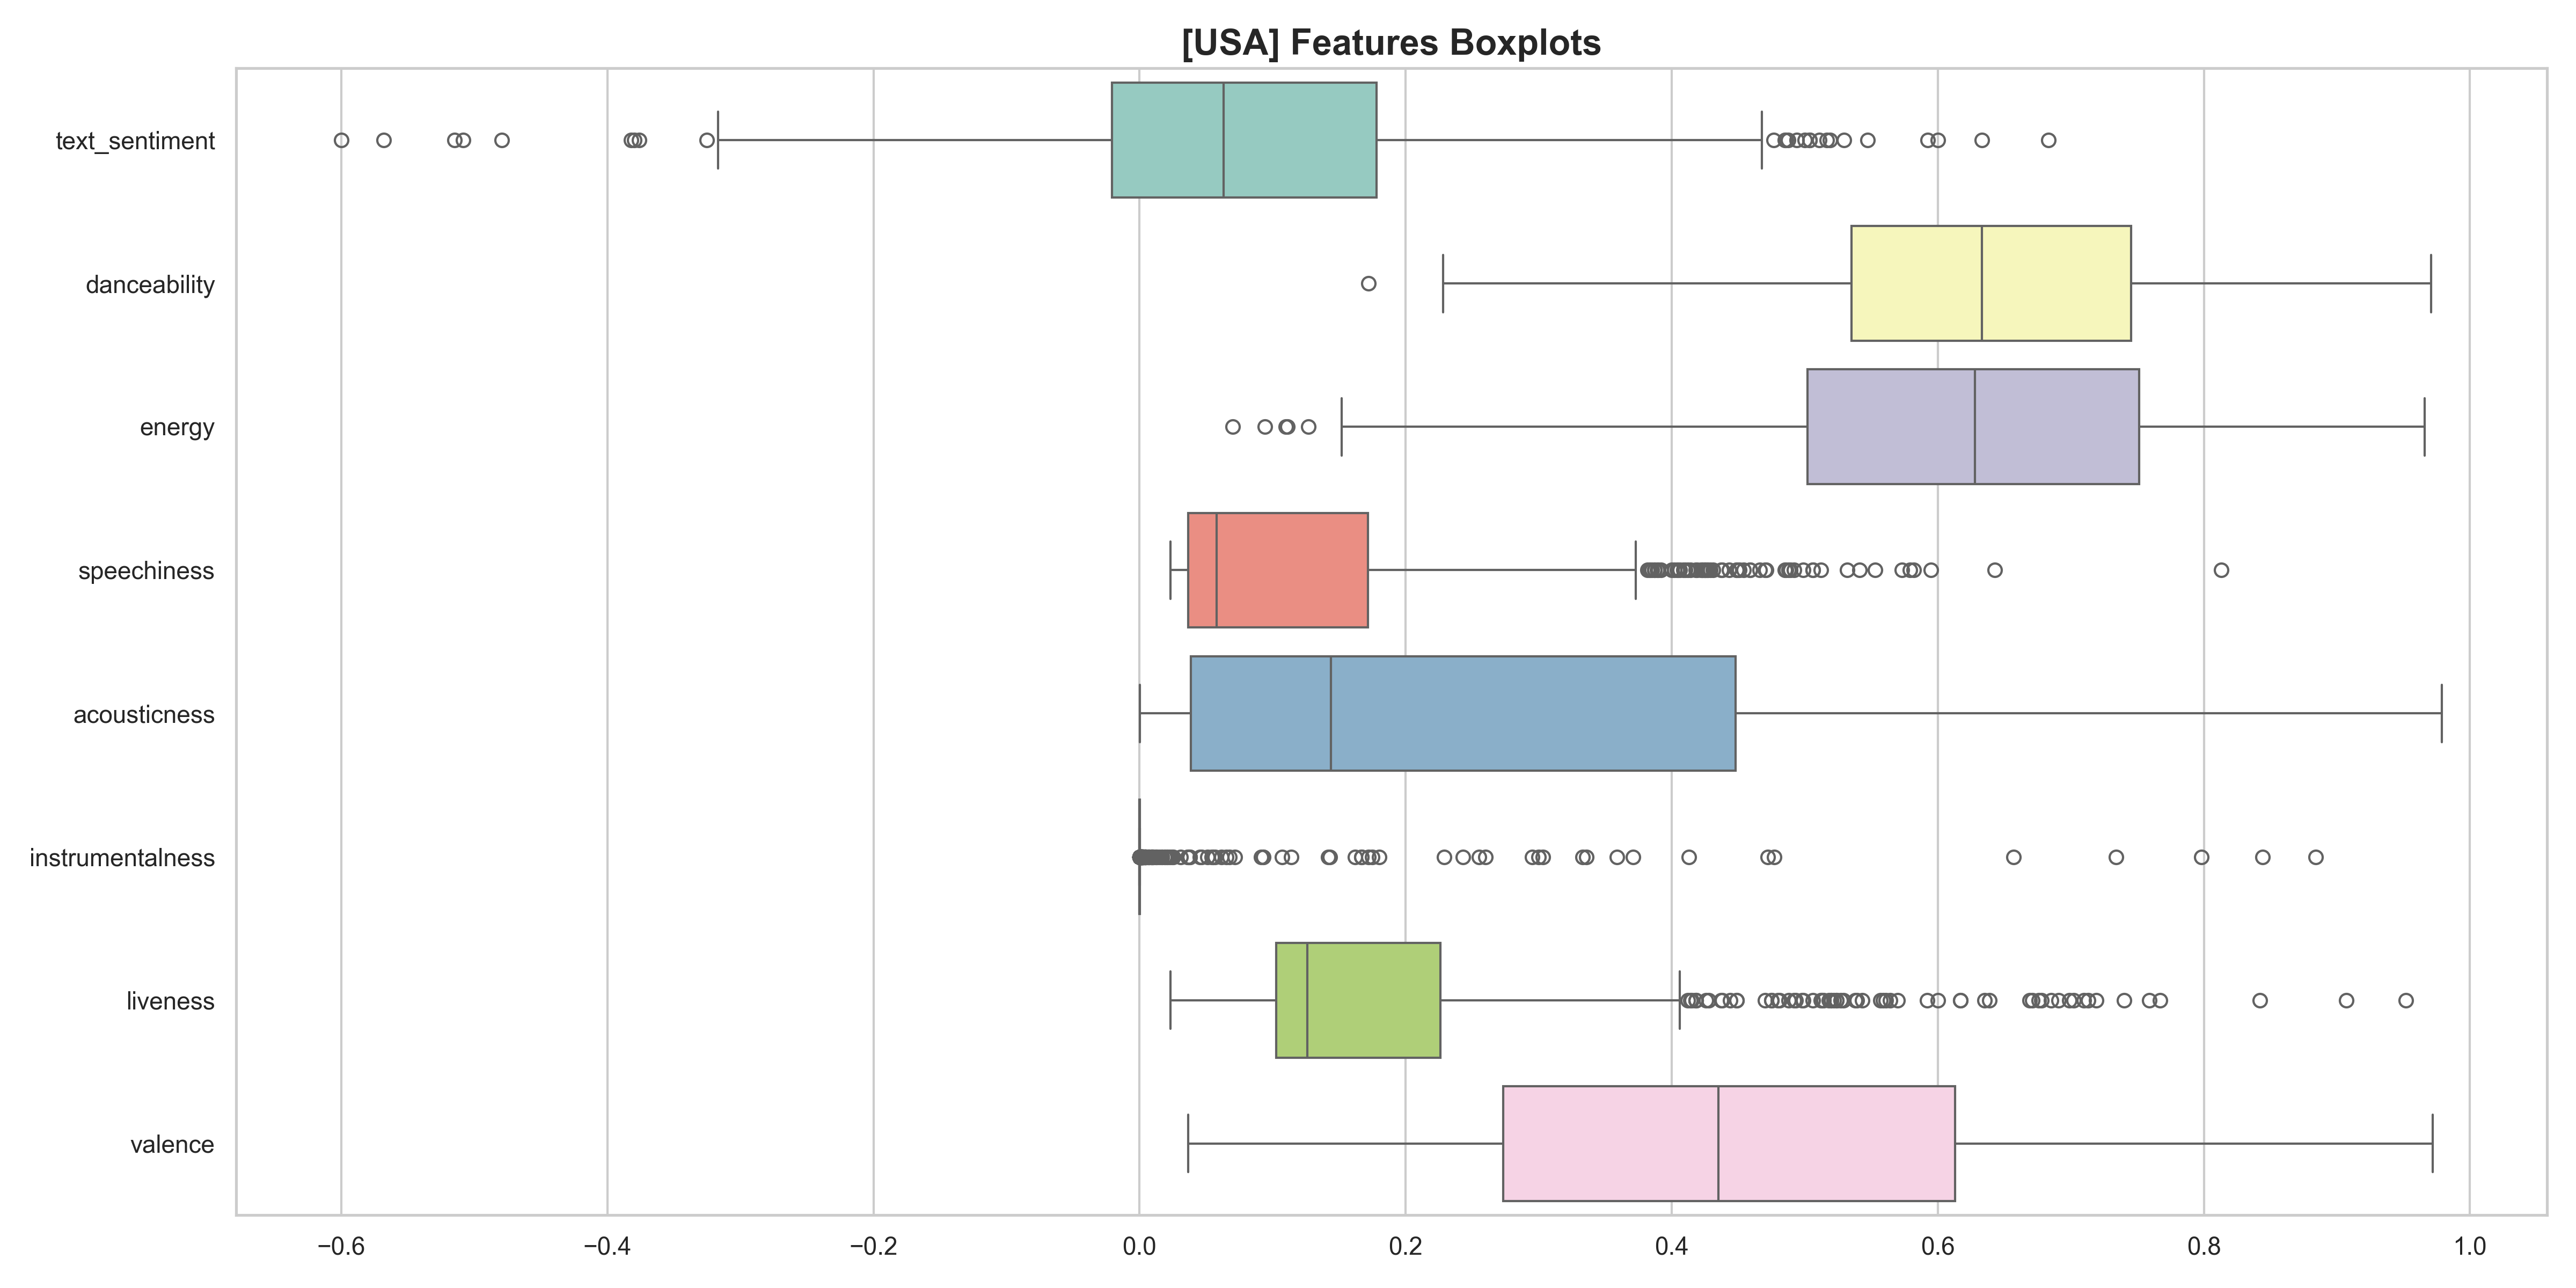 [USA] Features Boxplots
text_sentiment
danceability
energy
speechiness
acousticness
instrumentalness
liveness
valence
−0.6 −0.4 −0.2 0.0 0.2 0.4 0.6 0.8 1.0